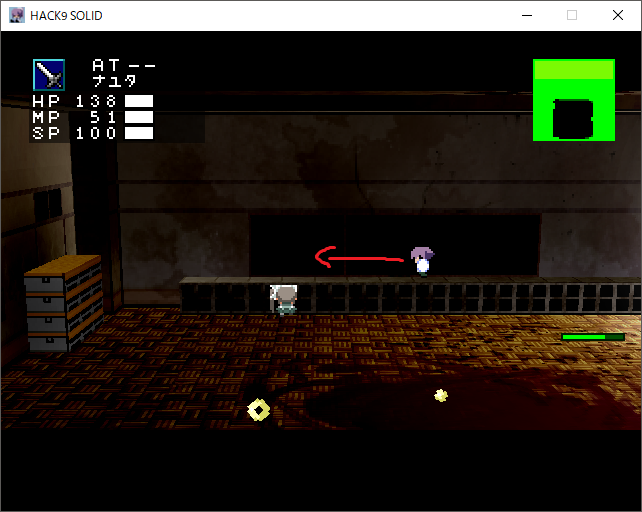 HACK9 SOLID
AT--
ナユタ
HP 138
MP 51
SP 100